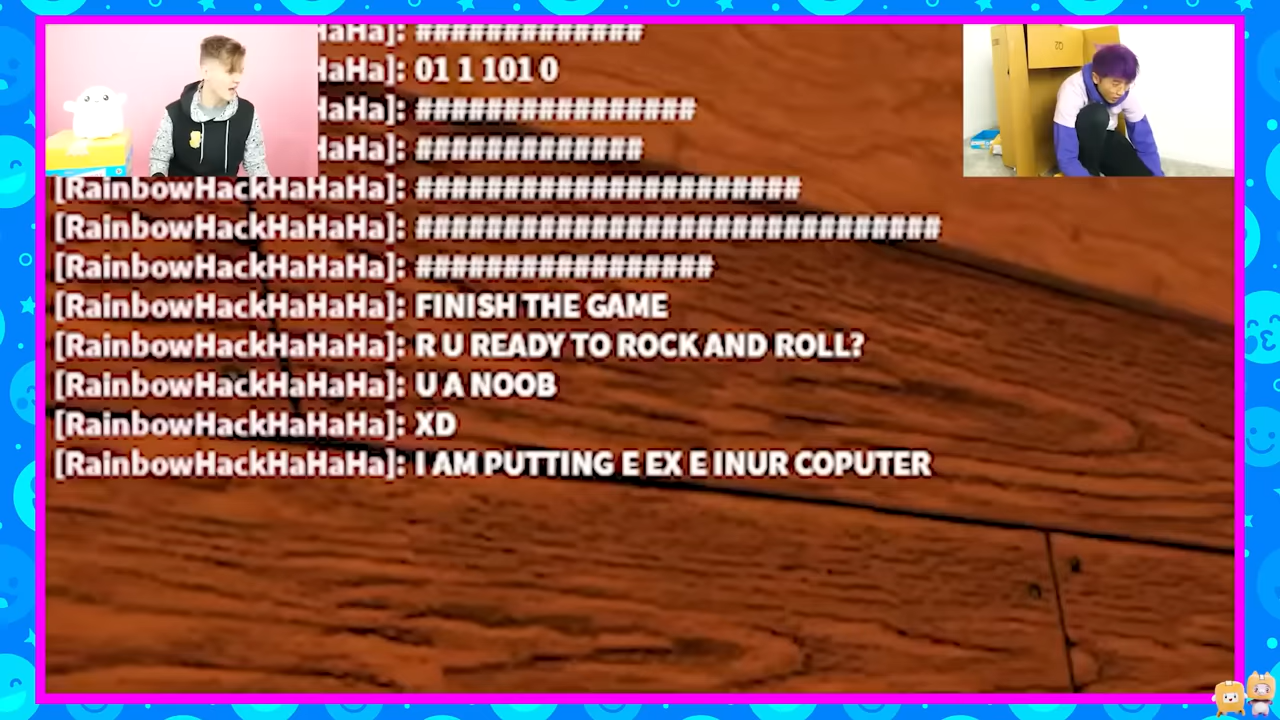 HaHa]: #############
HaHa]: 01 1 101 0
HaHa]: ################
HaHa]: #############
[RainbowHackHaHaHa]: ######################
[RainbowHackHaHaHa]: ##############################
[RainbowHackHaHaHa]: #################
[RainbowHackHaHaHa]: FINISH THE GAME
[RainbowHackHaHaHa]: R U READY TO ROCK AND ROLL?
[RainbowHackHaHaHa]: U A NOOB
[RainbowHackHaHaHa]: XD
[RainbowHackHaHaHa]: I AM PUTTING E EX E INUR COPUTER